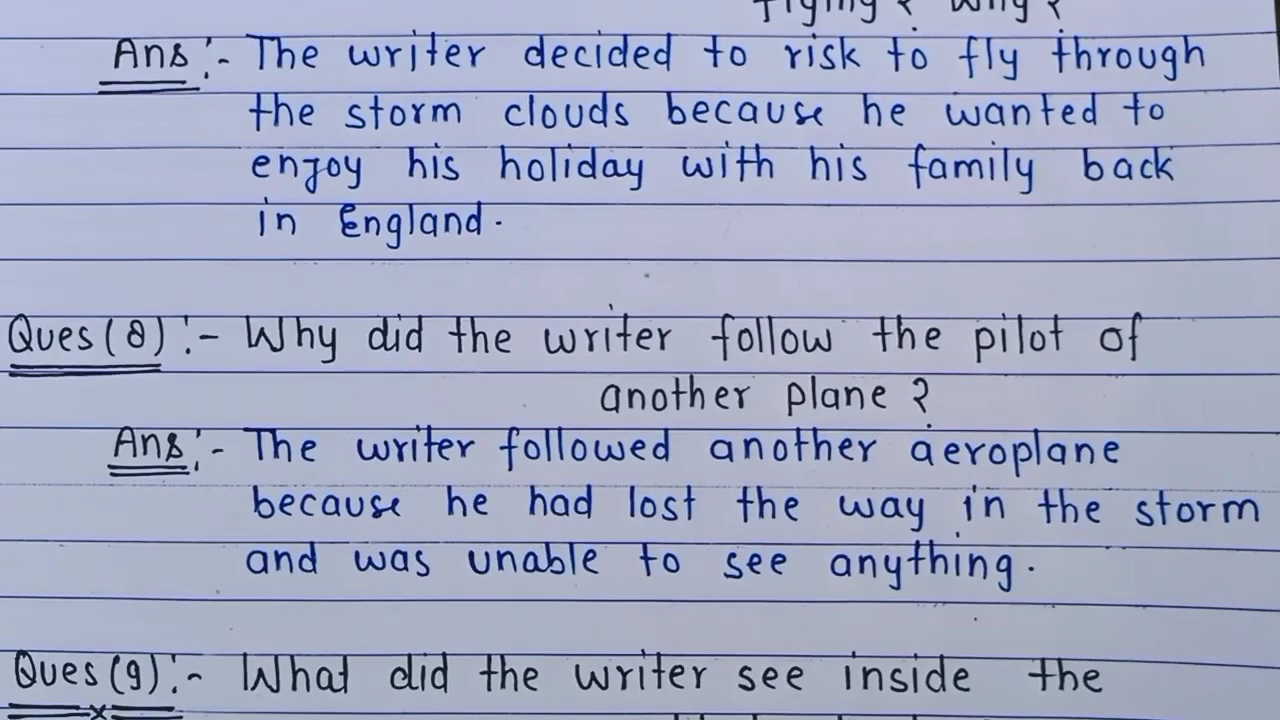 flying? Why?
Ans:- The writer decided to risk to fly through
the storm clouds because he wanted to
enjoy his holiday with his family back
in England.
Ques(8):- Why did the writer follow the pilot of
another plane?
Ans:- The writer followed another aeroplane
because he had lost the way in the storm
and was unable to see anything.
Ques(9):- What did the writer see inside the